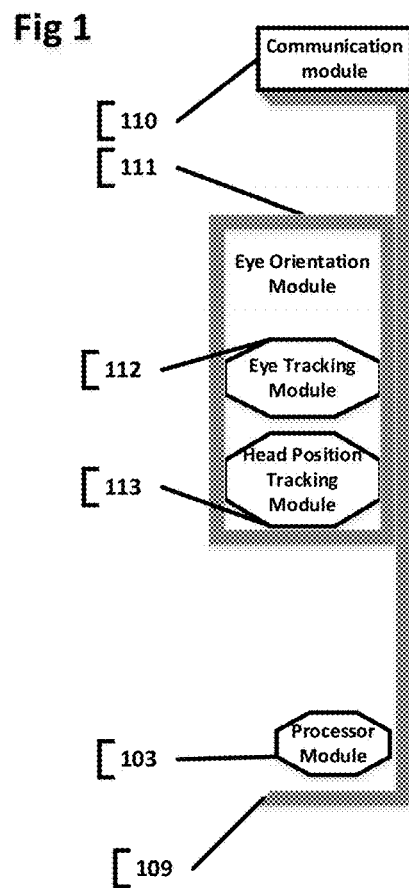 Fig 1
Communication
module
[ 110
[ 111
Eye Orientation
Module
[ 112
Eye Tracking
Module
Head Position
Tracking
Module
[ 113
Processor
Module
[ 103
[ 109